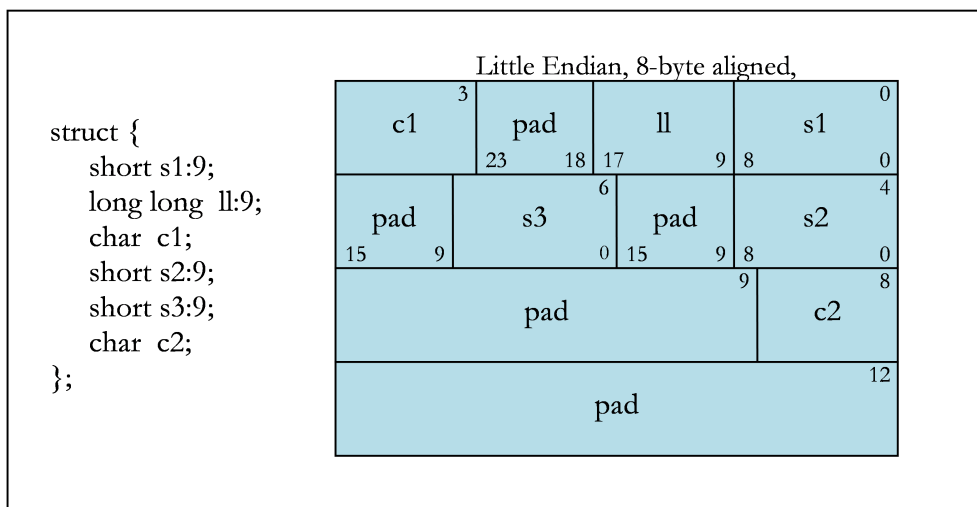 Little Endian, 8-byte aligned,
struct {
short s1:9;
long long ll:9;
char c1;
short s2:9;
short s3:9;
char c2;
};
3 0
c1 pad ll s1
23 18 17 9 8 0
6 4
pad s3 pad s2
15 9 0 15 9 8 0
9 8
pad c2
12
pad